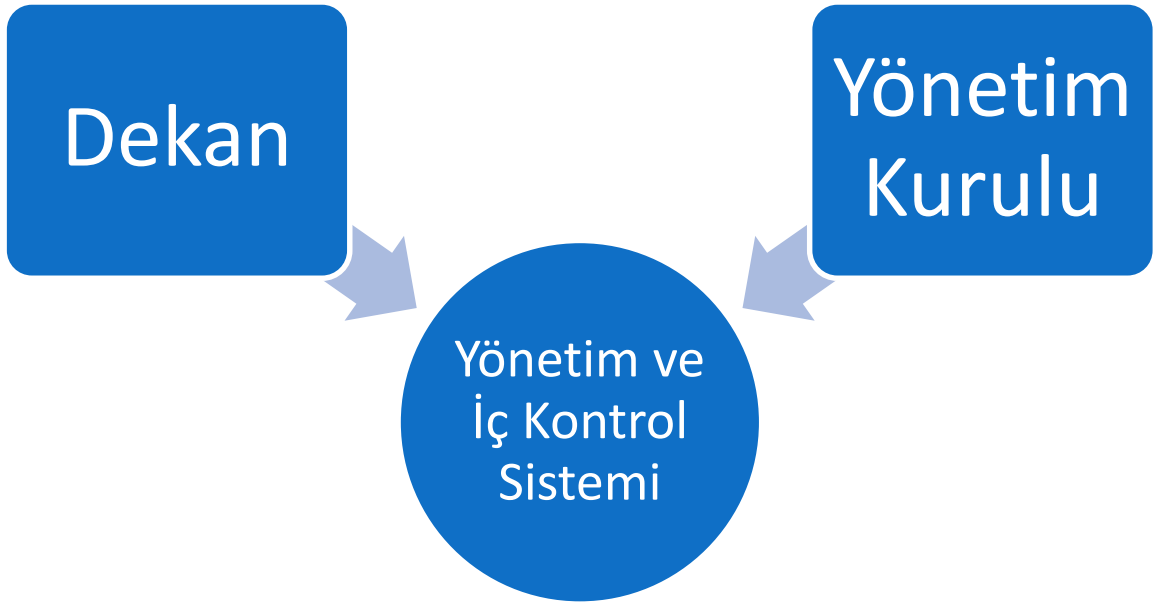 Dekan
Yönetim
Kurulu
Yönetim ve
İç Kontrol
Sistemi